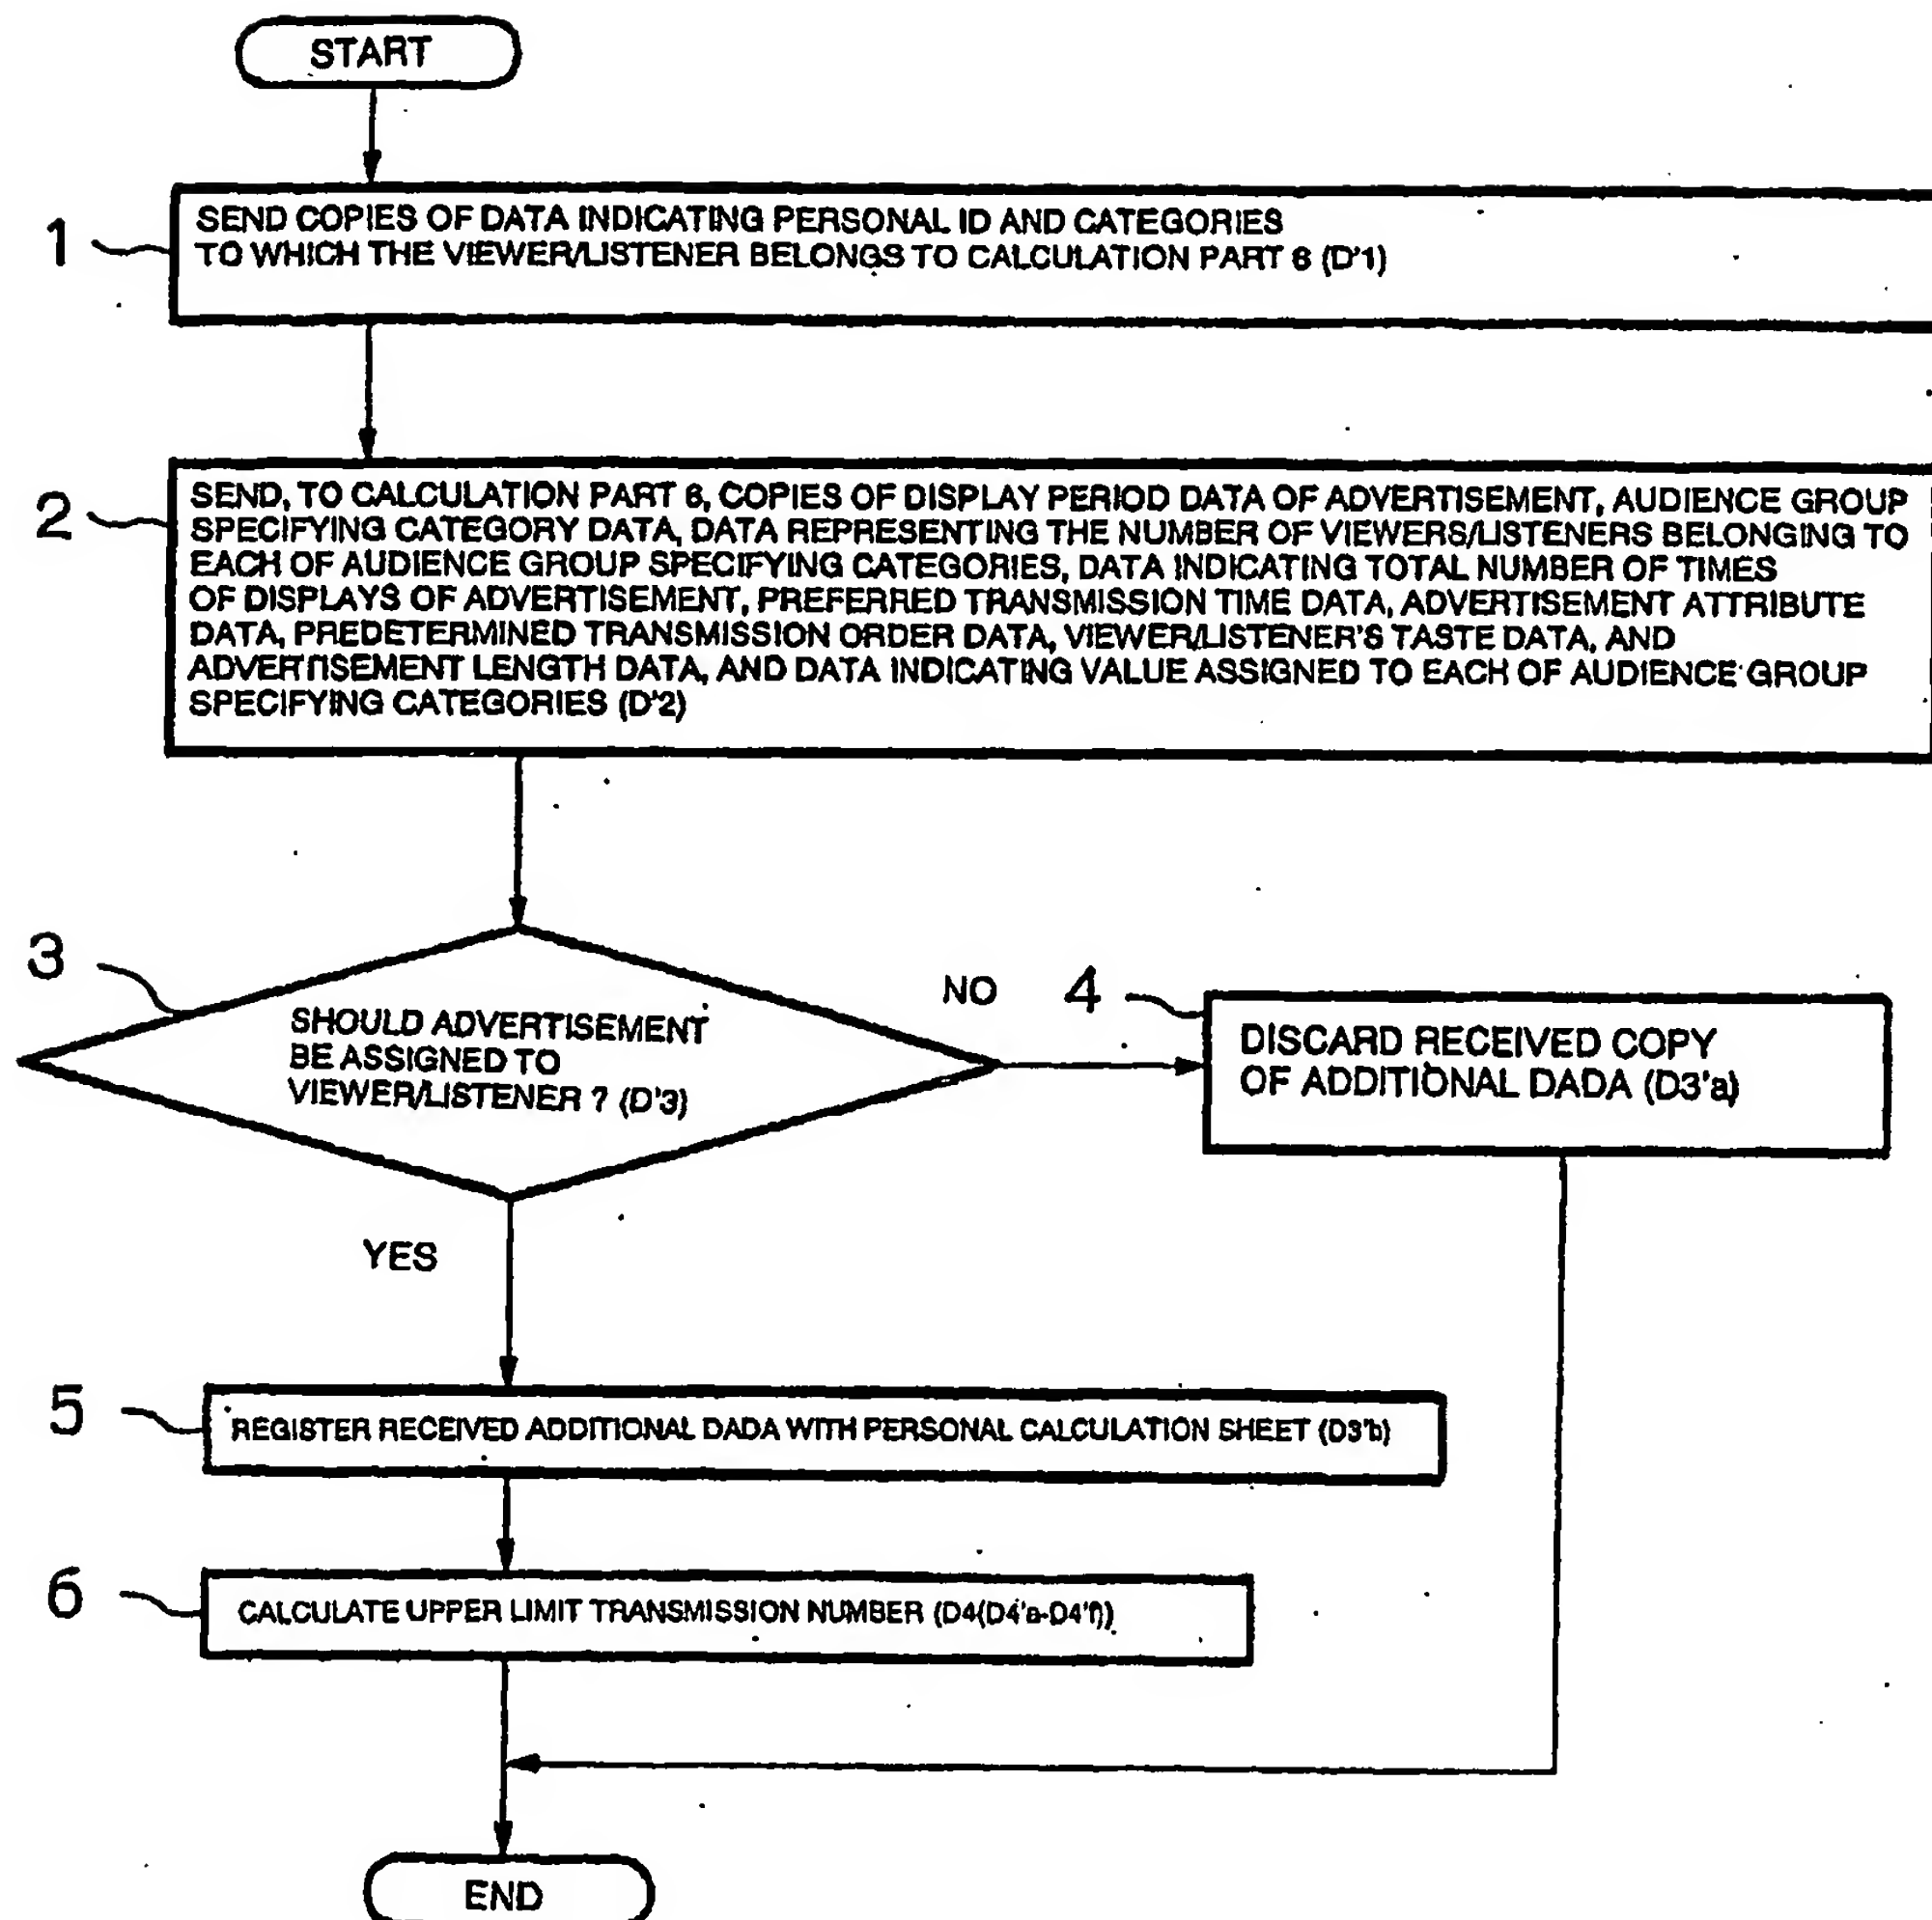 START
1
SEND COPIES OF DATA INDICATING PERSONAL ID AND CATEGORIES
TO WHICH THE VIEWER/LISTENER BELONGS TO CALCULATION PART 6 (D'1)
2
SEND, TO CALCULATION PART 6, COPIES OF DISPLAY PERIOD DATA OF ADVERTISEMENT, AUDIENCE GROUP
SPECIFYING CATEGORY DATA, DATA REPRESENTING THE NUMBER OF VIEWERS/LISTENERS BELONGING TO
EACH OF AUDIENCE GROUP SPECIFYING CATEGORIES, DATA INDICATING TOTAL NUMBER OF TIMES
OF DISPLAYS OF ADVERTISEMENT, PREFERRED TRANSMISSION TIME DATA, ADVERTISEMENT ATTRIBUTE
DATA, PREDETERMINED TRANSMISSION ORDER DATA, VIEWER/LISTENER'S TASTE DATA, AND
ADVERTISEMENT LENGTH DATA, AND DATA INDICATING VALUE ASSIGNED TO EACH OF AUDIENCE GROUP
SPECIFYING CATEGORIES (D'2)
3
SHOULD ADVERTISEMENT
BE ASSIGNED TO
VIEWER/LISTENER ? (D'3)
NO
4
DISCARD RECEIVED COPY
OF ADDITIONAL DADA (D3'a)
YES
5
REGISTER RECEIVED ADDITIONAL DADA WITH PERSONAL CALCULATION SHEET (D3'b)
6
CALCULATE UPPER LIMIT TRANSMISSION NUMBER (D4(D4'a-D4'f))
END